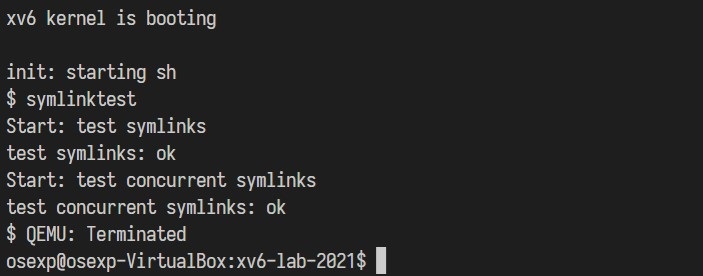 xv6 kernel is booting
init: starting sh
$ symlinktest
Start: test symlinks
test symlinks: ok
Start: test concurrent symlinks
test concurrent symlinks: ok
$ QEMU: Terminated
osexp@osexp-VirtualBox:xv6-lab-2021$